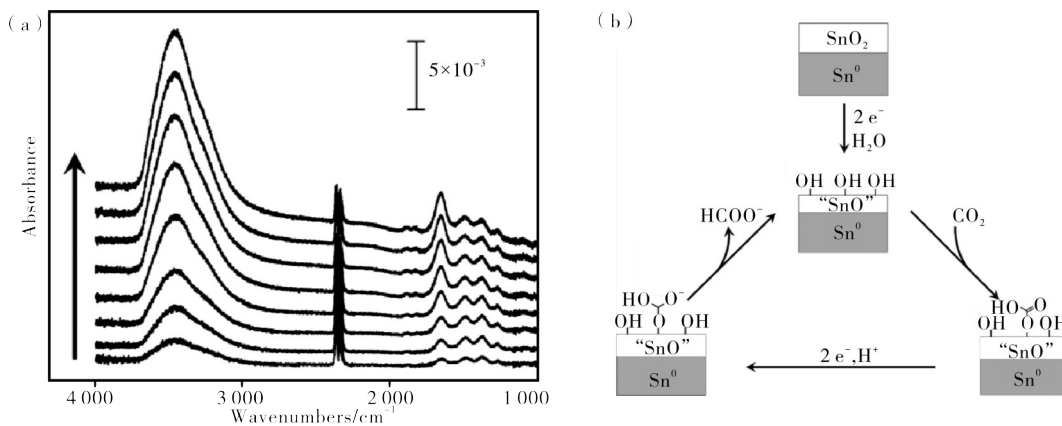 (a)
5×10⁻³
Absorbance
4 000
3 000
2 000
1 000
Wavenumbers/cm⁻¹
(b)
SnO₂
Sn⁰
2 e⁻
H₂O
OH OH OH
"SnO"
Sn⁰
HCOO⁻
CO₂
HO O⁻
OH O OH
"SnO"
Sn⁰
2 e⁻,H⁺
HO O
OH O OH
"SnO"
Sn⁰